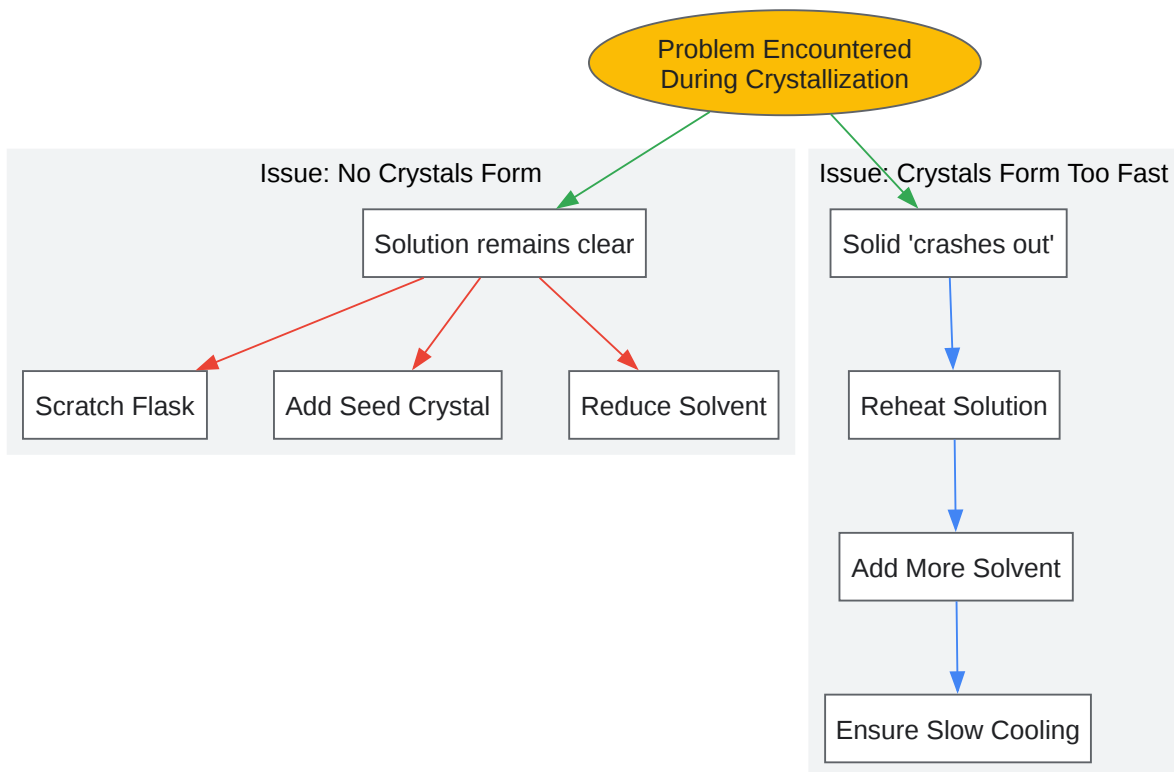 Problem Encountered
During Crystallization
Issue: No Crystals Form
Issue: Crystals Form Too Fast
Solution remains clear
Solid 'crashes out'
Scratch Flask
Add Seed Crystal
Reduce Solvent
Reheat Solution
Add More Solvent
Ensure Slow Cooling